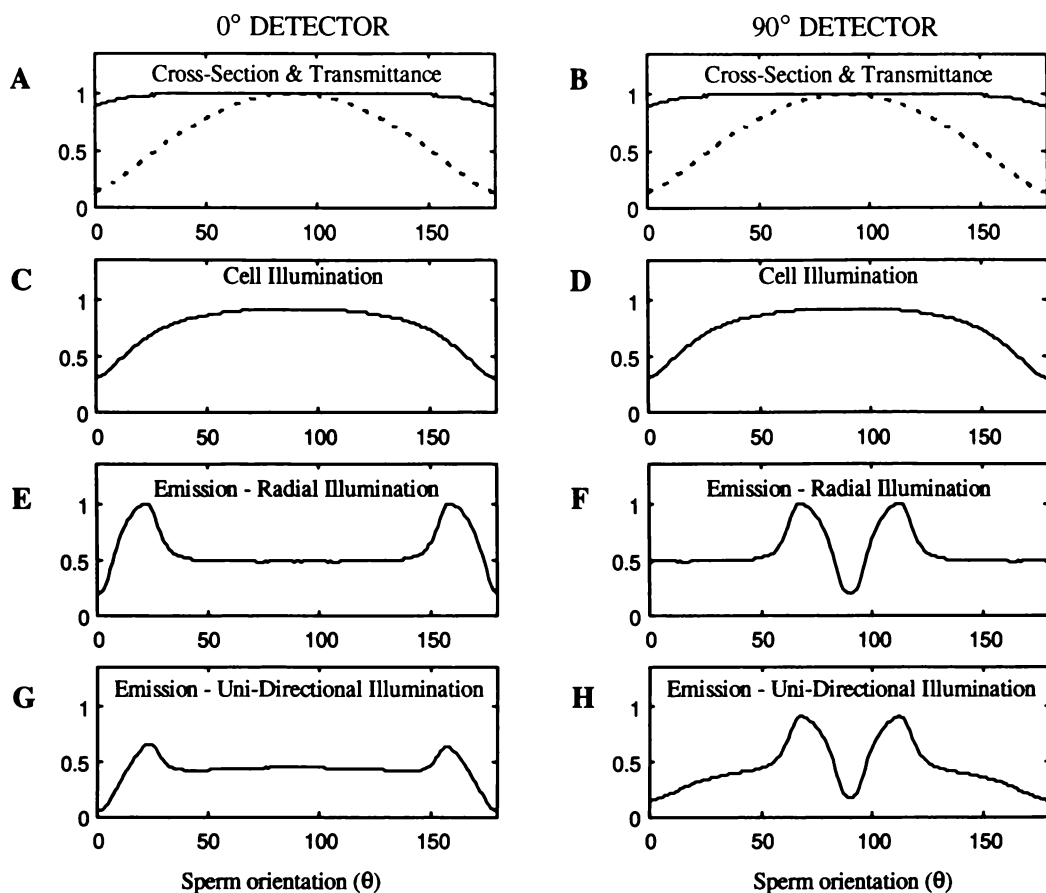 0° DETECTOR
90° DETECTOR
A
Cross-Section & Transmittance
1
0.5
0
0
50
100
150
B
Cross-Section & Transmittance
1
0.5
0
0
50
100
150
C
Cell Illumination
1
0.5
0
0
50
100
150
D
Cell Illumination
1
0.5
0
0
50
100
150
E
Emission - Radial Illumination
1
0.5
0
0
50
100
150
F
Emission - Radial Illumination
1
0.5
0
0
50
100
150
G
Emission - Uni-Directional Illumination
1
0.5
0
0
50
100
150
Sperm orientation (θ)
H
Emission - Uni-Directional Illumination
1
0.5
0
0
50
100
150
Sperm orientation (θ)